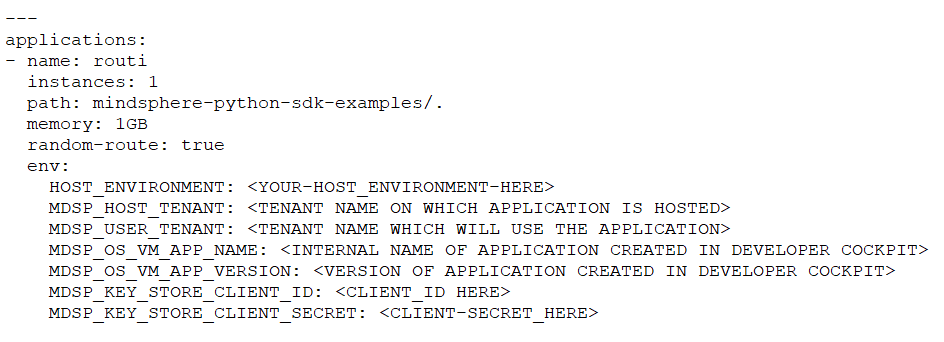 ---
applications:
- name: routi
  instances: 1
  path: mindsphere-python-sdk-examples/.
  memory: 1GB
  random-route: true
  env:
    HOST_ENVIRONMENT: <YOUR-HOST_ENVIRONMENT-HERE>
    MDSP_HOST_TENANT: <TENANT NAME ON WHICH APPLICATION IS HOSTED>
    MDSP_USER_TENANT: <TENANT NAME WHICH WILL USE THE APPLICATION>
    MDSP_OS_VM_APP_NAME: <INTERNAL NAME OF APPLICATION CREATED IN DEVELOPER COCKPIT>
    MDSP_OS_VM_APP_VERSION: <VERSION OF APPLICATION CREATED IN DEVELOPER COCKPIT>
    MDSP_KEY_STORE_CLIENT_ID: <CLIENT_ID HERE>
    MDSP_KEY_STORE_CLIENT_SECRET: <CLIENT-SECRET_HERE>